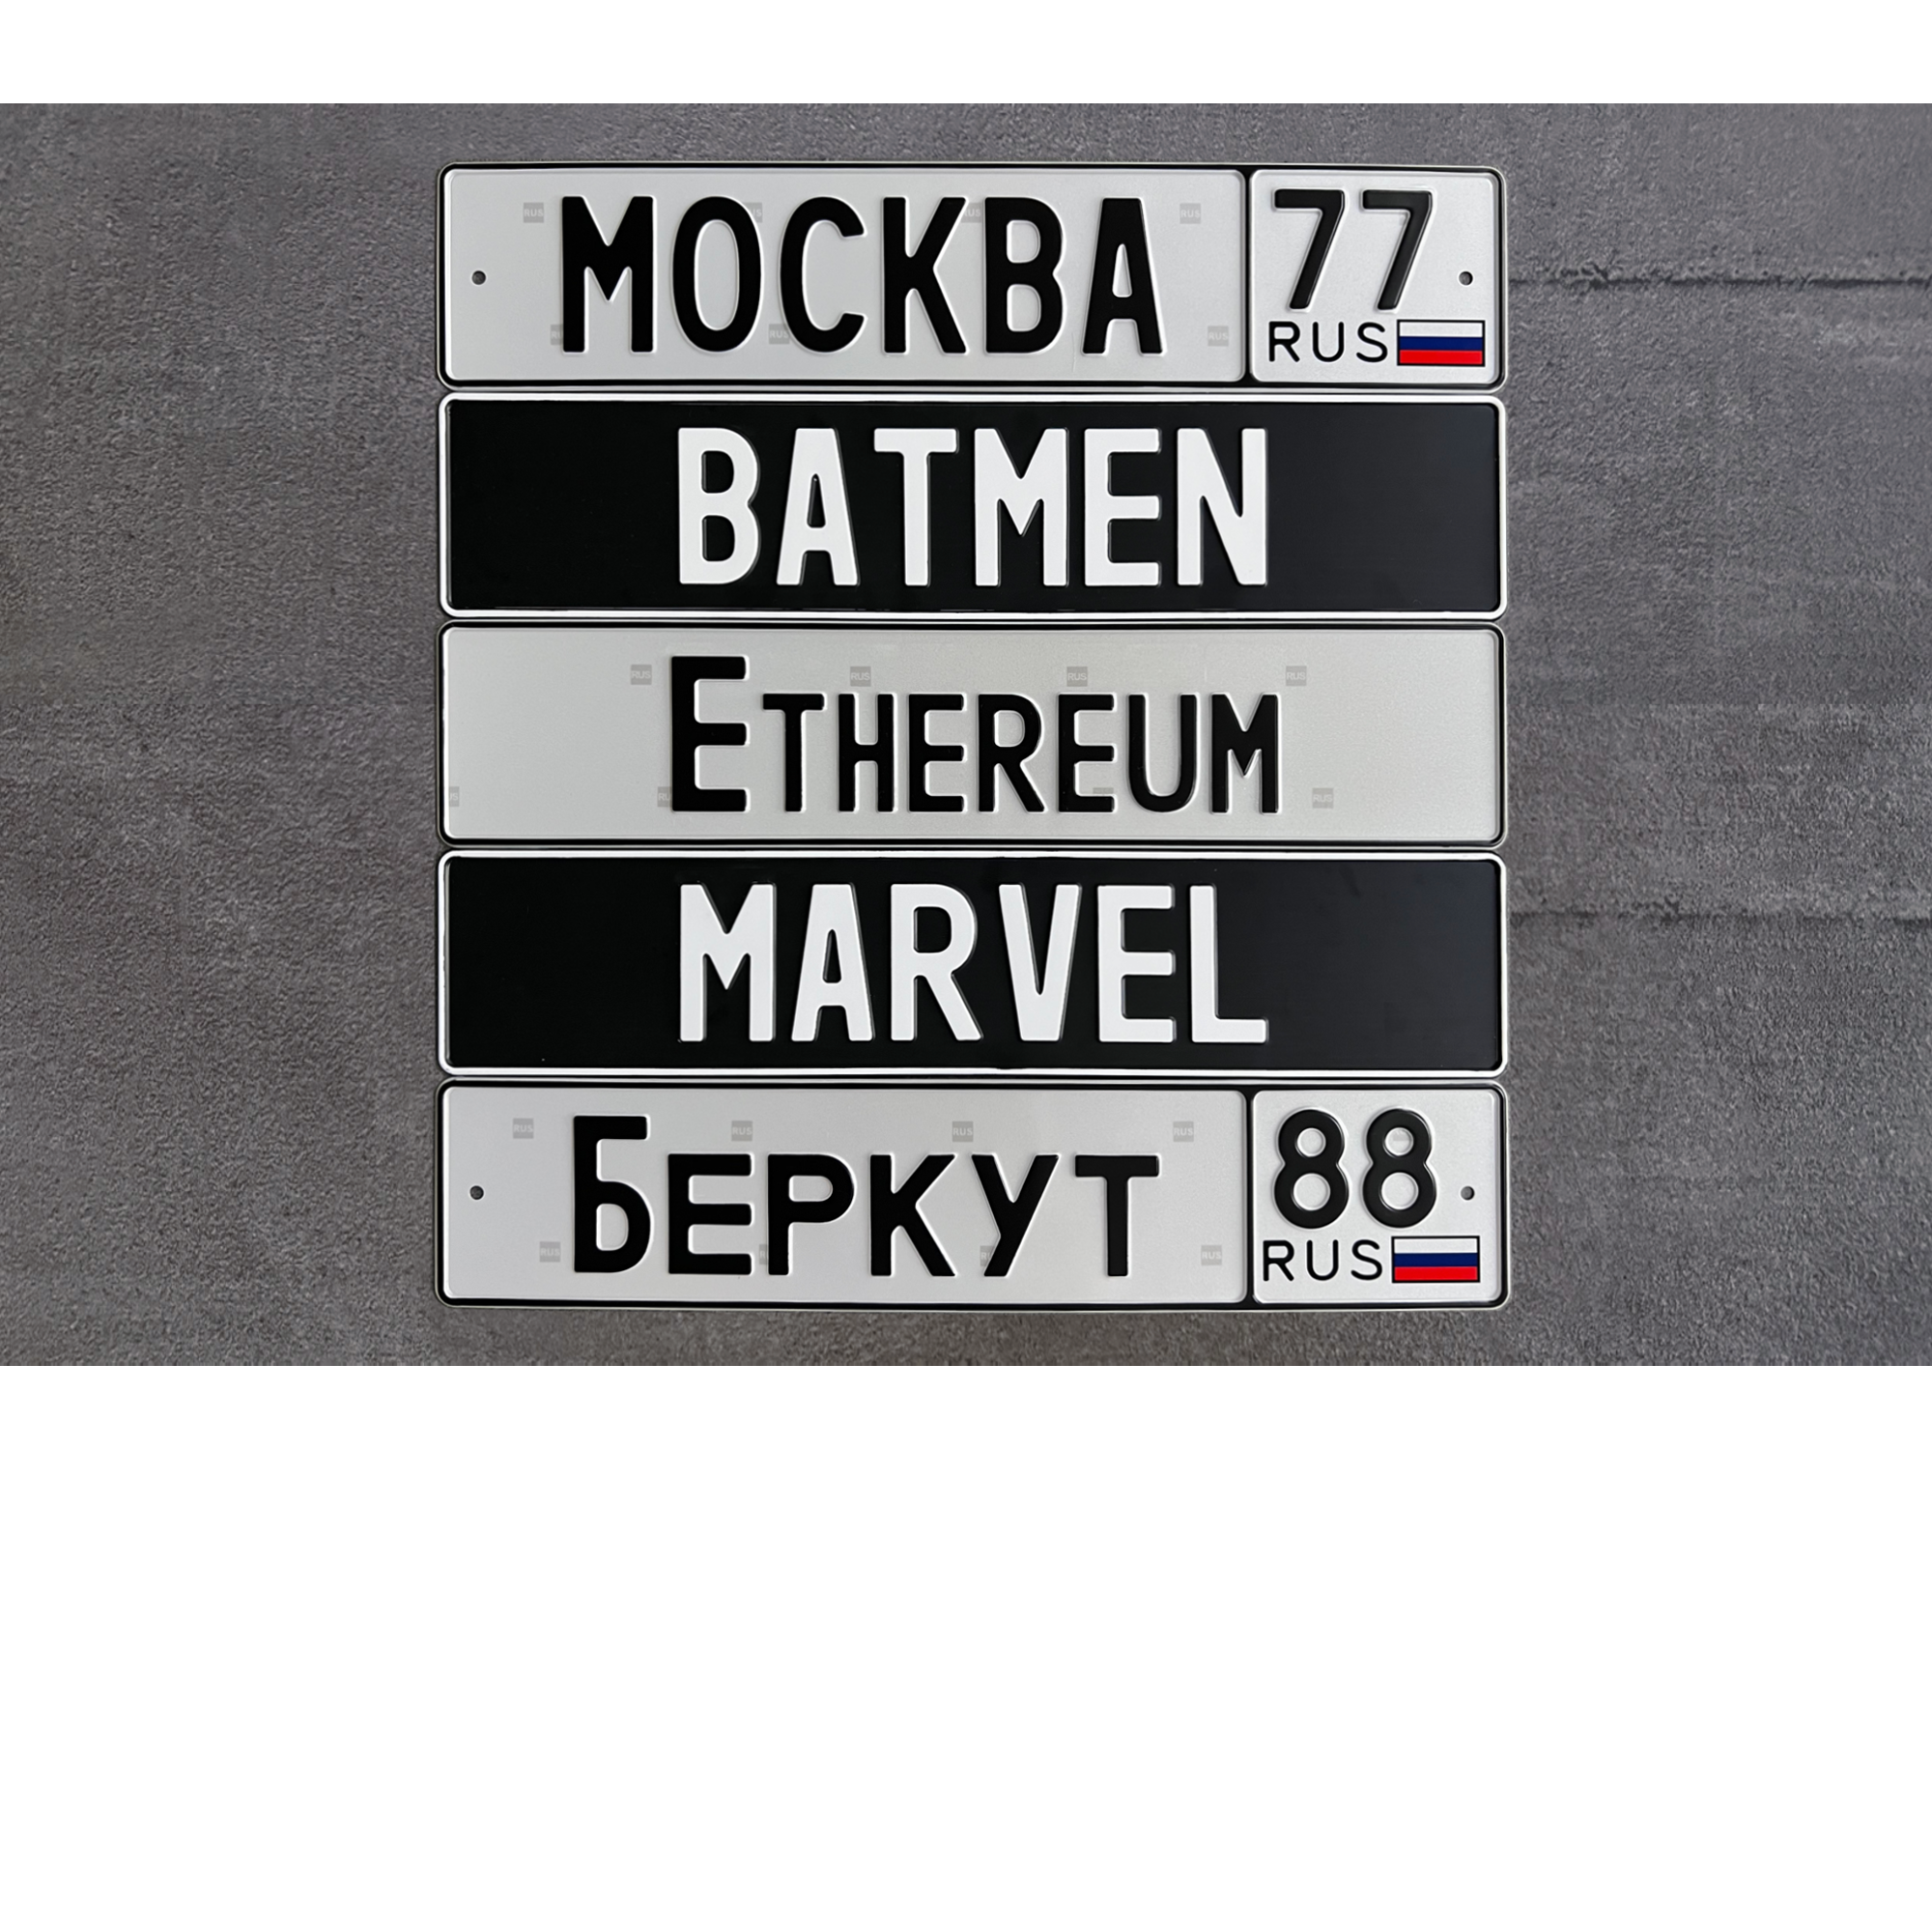 МОСКВА 77
RUS
BATMEN
ETHEREUM
MARVEL
БЕРКУТ 88
RUS